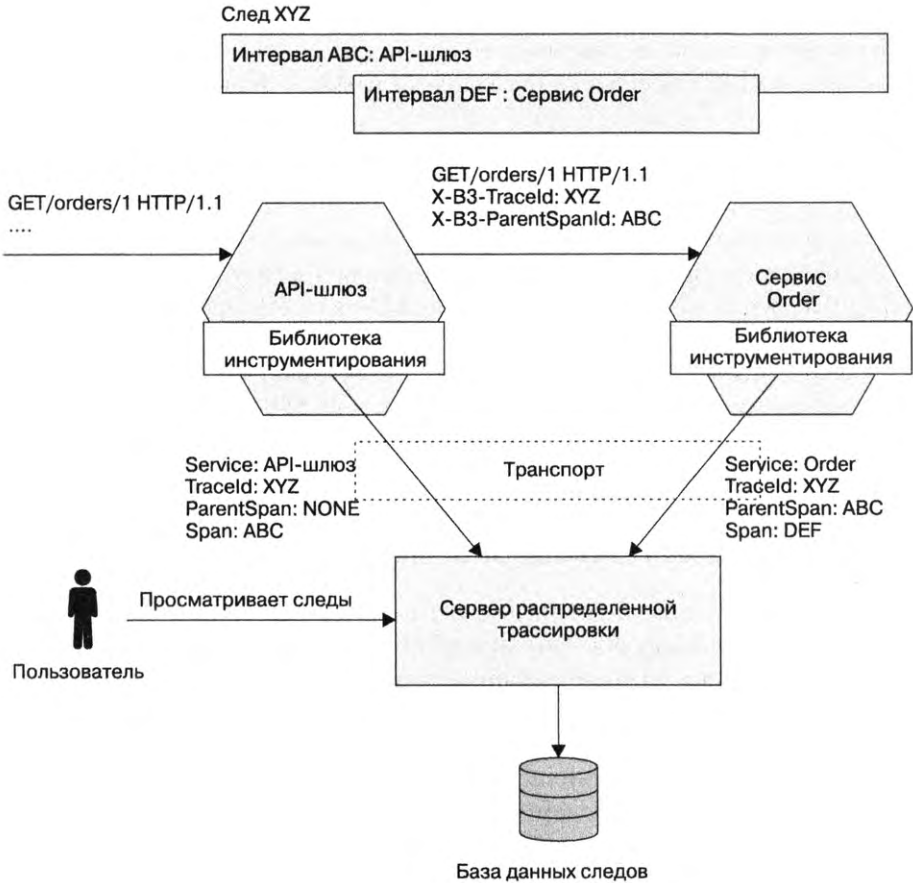 След XYZ
Интервал ABC: API-шлюз
Интервал DEF : Сервис Order
GET/orders/1 HTTP/1.1
X-B3-TraceId: XYZ
X-B3-ParentSpanId: ABC
GET/orders/1 HTTP/1.1
....
API-шлюз
Сервис
Order
Библиотека
инструментирования
Библиотека
инструментирования
Service: API-шлюз
TraceId: XYZ
ParentSpan: NONE
Span: ABC
Транспорт
Service: Order
TraceId: XYZ
ParentSpan: ABC
Span: DEF
Просматривает следы
Пользователь
Сервер распределенной
трассировки
База данных следов